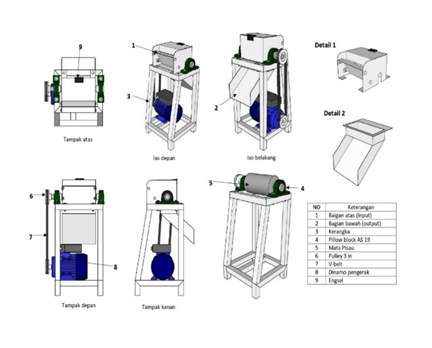 9
1
3
2
Detail 1
Detail 2
Tampak atas
Iso depan
Iso belakang
6
7
8
5
4
Tampak depan
Tampak kanan
NO Keterangan
1 Baigan atas (input)
2 Bagian bawah (output)
3 Kerangka
4 Pillow block AS 19
5 Mata Pisau
6 Pulley 3 in
7 V-belt
8 Dinamo pengerak
9 Engsel